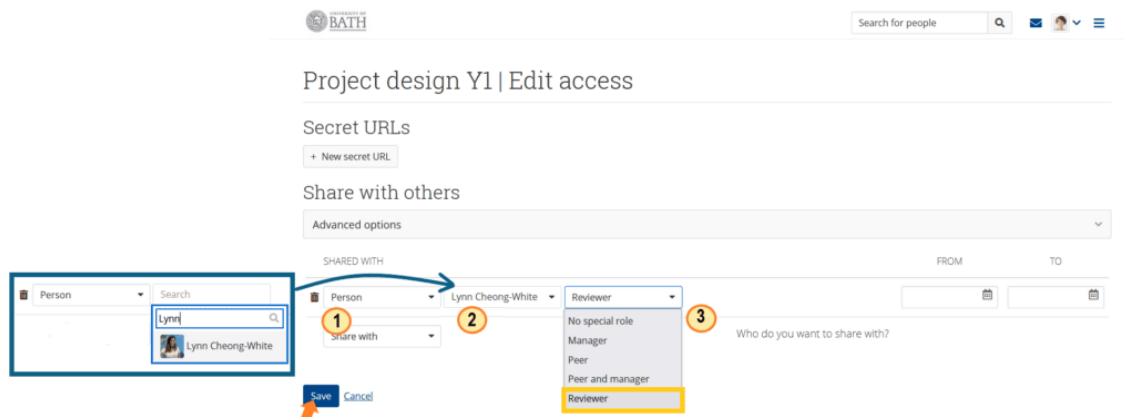 UNIVERSITY OF
BATH
Search for people
Project design Y1 | Edit access
Secret URLs
+ New secret URL
Share with others
Advanced options
SHARED WITH
FROM
TO
Person
Search
Lynn
Lynn Cheong-White
Person
Lynn Cheong-White
Reviewer
1
2
3
Share with
Who do you want to share with?
No special role
Manager
Peer
Peer and manager
Reviewer
Save
Cancel